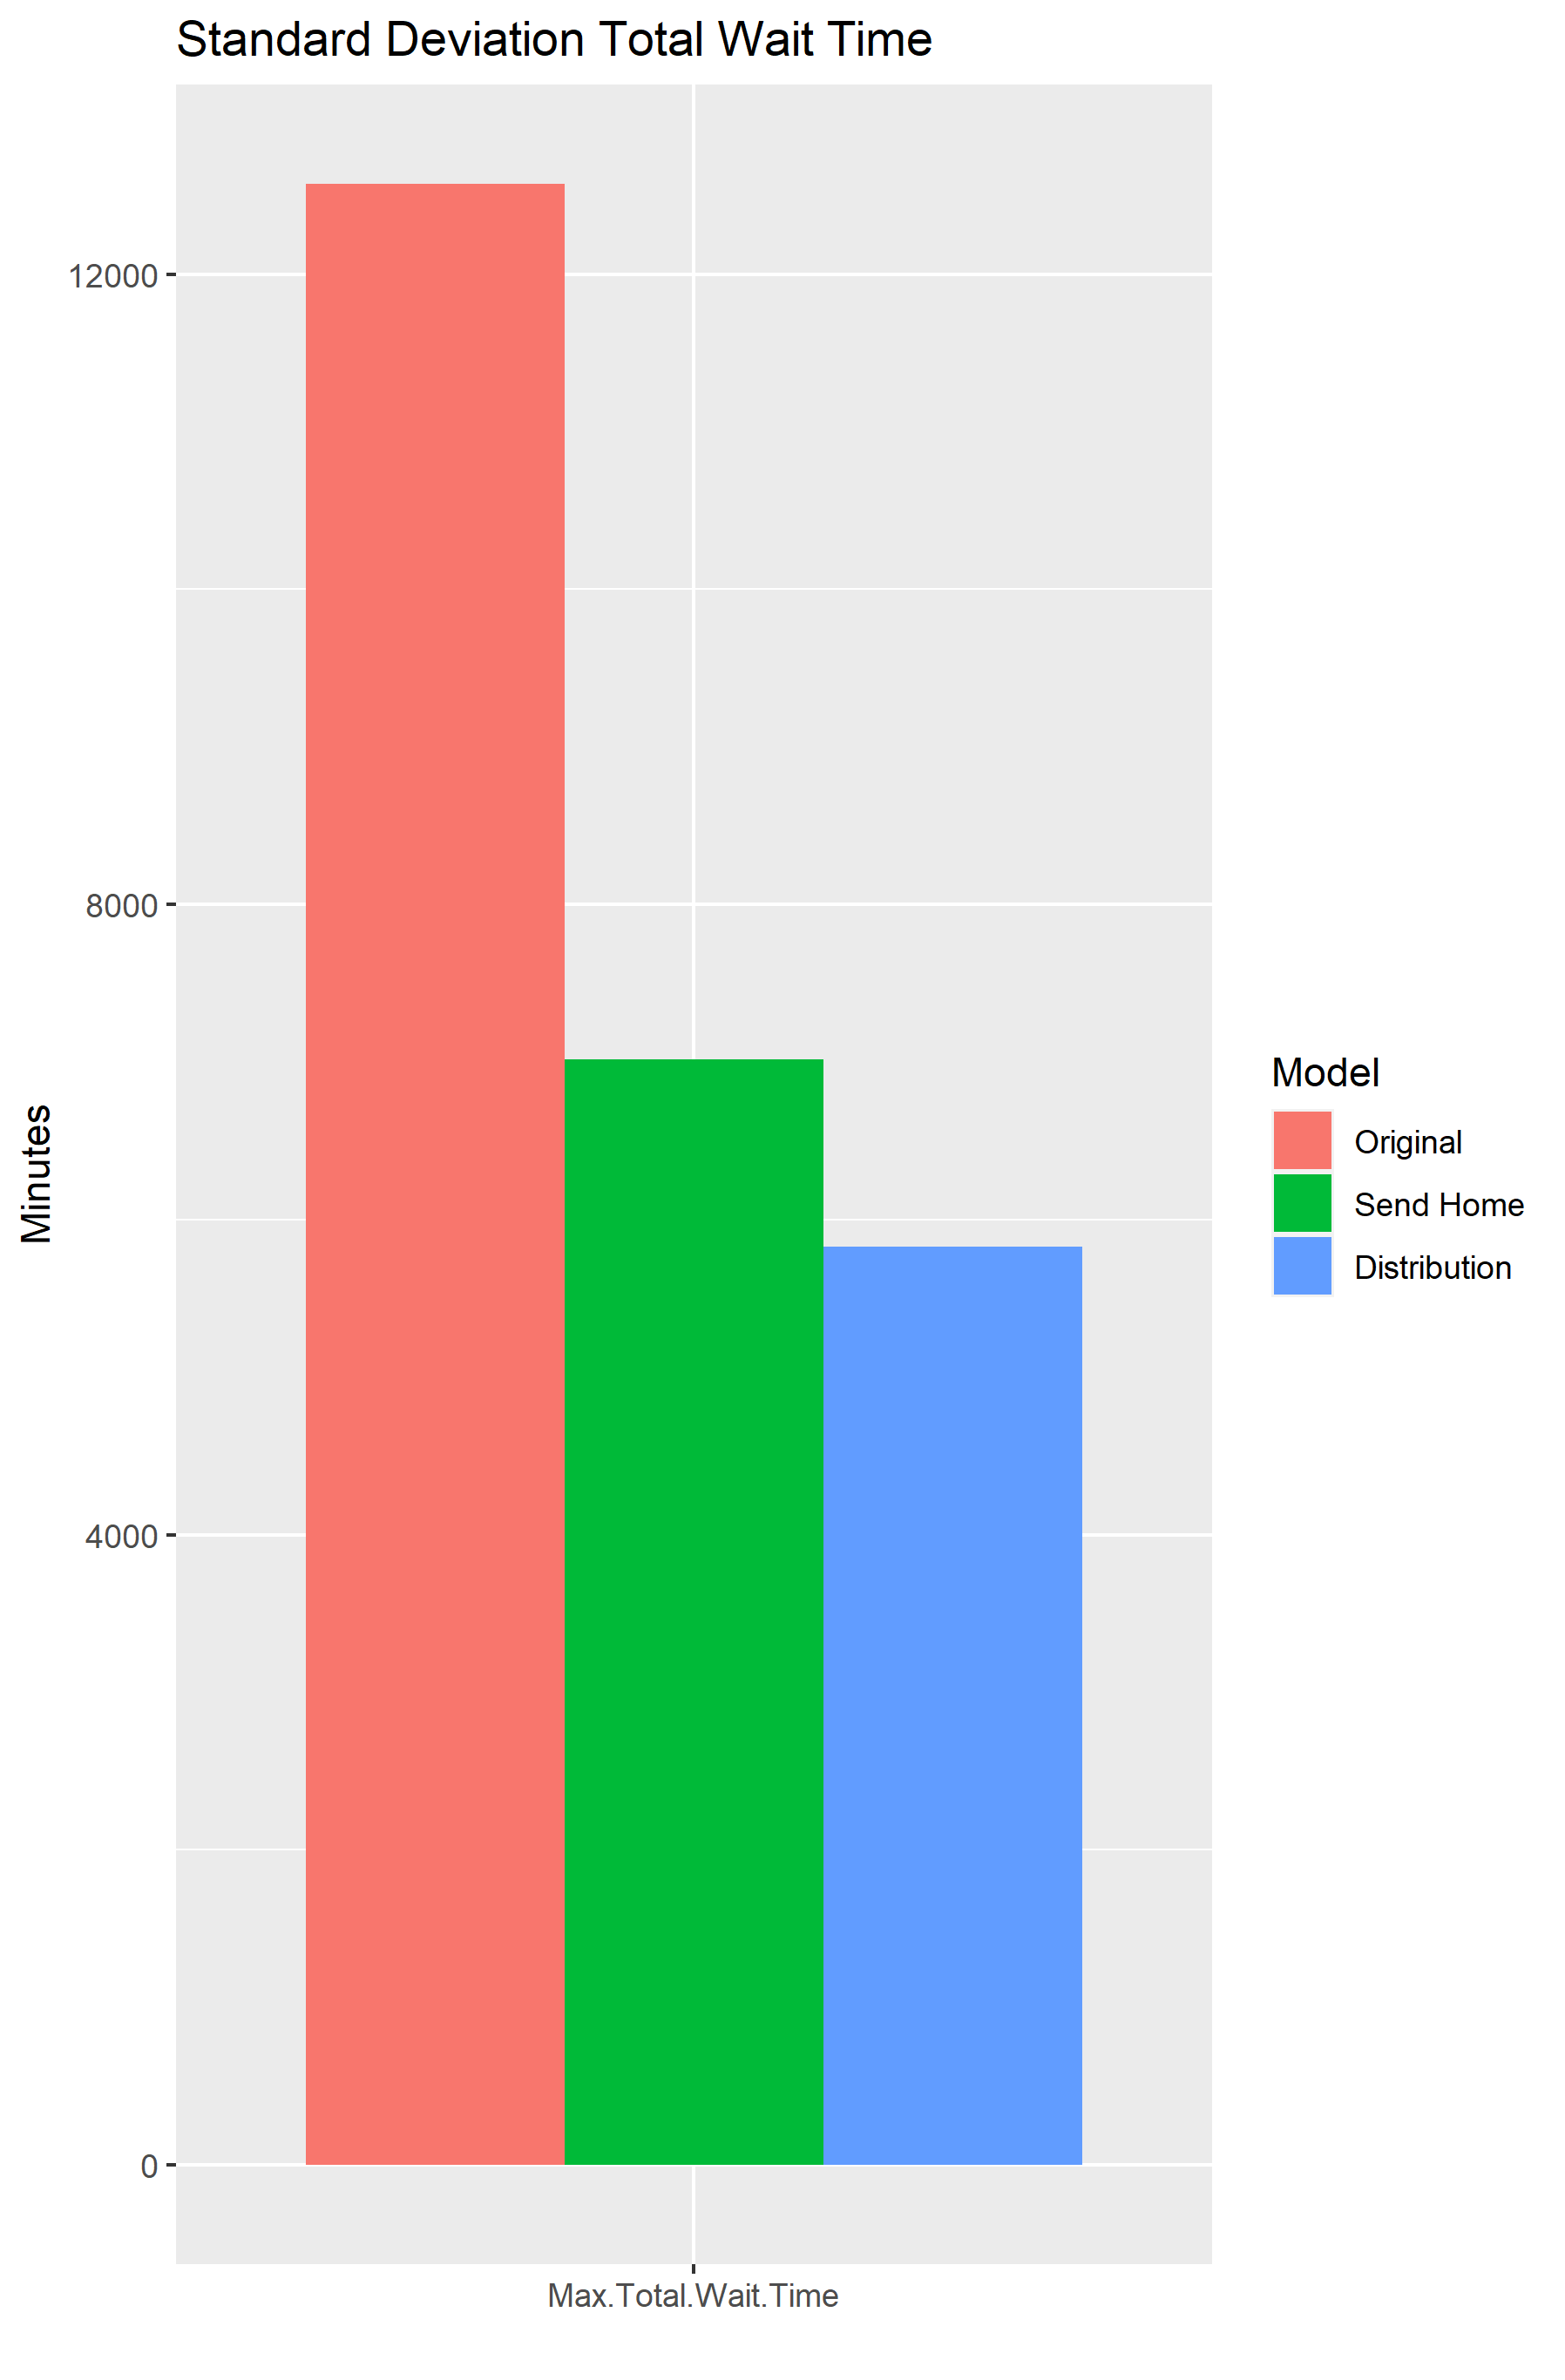 Standard Deviation Total Wait Time
12000
8000
4000
0
Minutes
Max.Total.Wait.Time
Model
Original
Send Home
Distribution